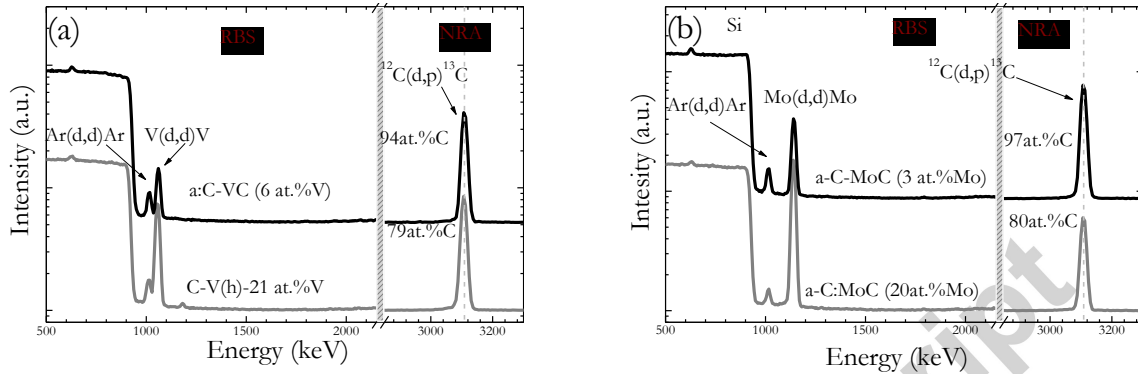 (a)
RBS
NRA
12C(d,p)13C
Ar(d,d)Ar
V(d,d)V
94at.%C
a:C-VC (6 at.%V)
79at.%C
C-V(h)-21 at.%V
Intensity (a.u.)
500 1000 1500 2000 3000 3200
Energy (keV)
(b)
Si
RBS
NRA
12C(d,p)13C
Mo(d,d)Mo
Ar(d,d)Ar
97at.%C
a-C-MoC (3 at.%Mo)
80at.%C
a-C:MoC (20at.%Mo)
Intesity (a.u.)
500 1000 1500 2000 3000 3200
Energy (keV)
ript